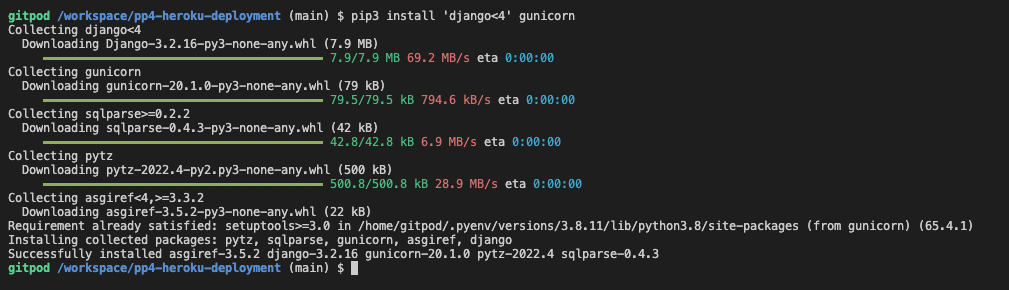 gitpod /workspace/pp4-heroku-deployment (main) $ pip3 install 'django<4' gunicorn
Collecting django<4
  Downloading Django-3.2.16-py3-none-any.whl (7.9 MB)
7.9/7.9 MB 69.2 MB/s eta 0:00:00
Collecting gunicorn
  Downloading gunicorn-20.1.0-py3-none-any.whl (79 kB)
79.5/79.5 kB 794.6 kB/s eta 0:00:00
Collecting sqlparse>=0.2.2
  Downloading sqlparse-0.4.3-py3-none-any.whl (42 kB)
42.8/42.8 kB 6.9 MB/s eta 0:00:00
Collecting pytz
  Downloading pytz-2022.4-py2.py3-none-any.whl (500 kB)
500.8/500.8 kB 28.9 MB/s eta 0:00:00
Collecting asgiref<4,>=3.3.2
  Downloading asgiref-3.5.2-py3-none-any.whl (22 kB)
Requirement already satisfied: setuptools>=3.0 in /home/gitpod/.pyenv/versions/3.8.11/lib/python3.8/site-packages (from gunicorn) (65.4.1)
Installing collected packages: pytz, sqlparse, gunicorn, asgiref, django
Successfully installed asgiref-3.5.2 django-3.2.16 gunicorn-20.1.0 pytz-2022.4 sqlparse-0.4.3
gitpod /workspace/pp4-heroku-deployment (main) $